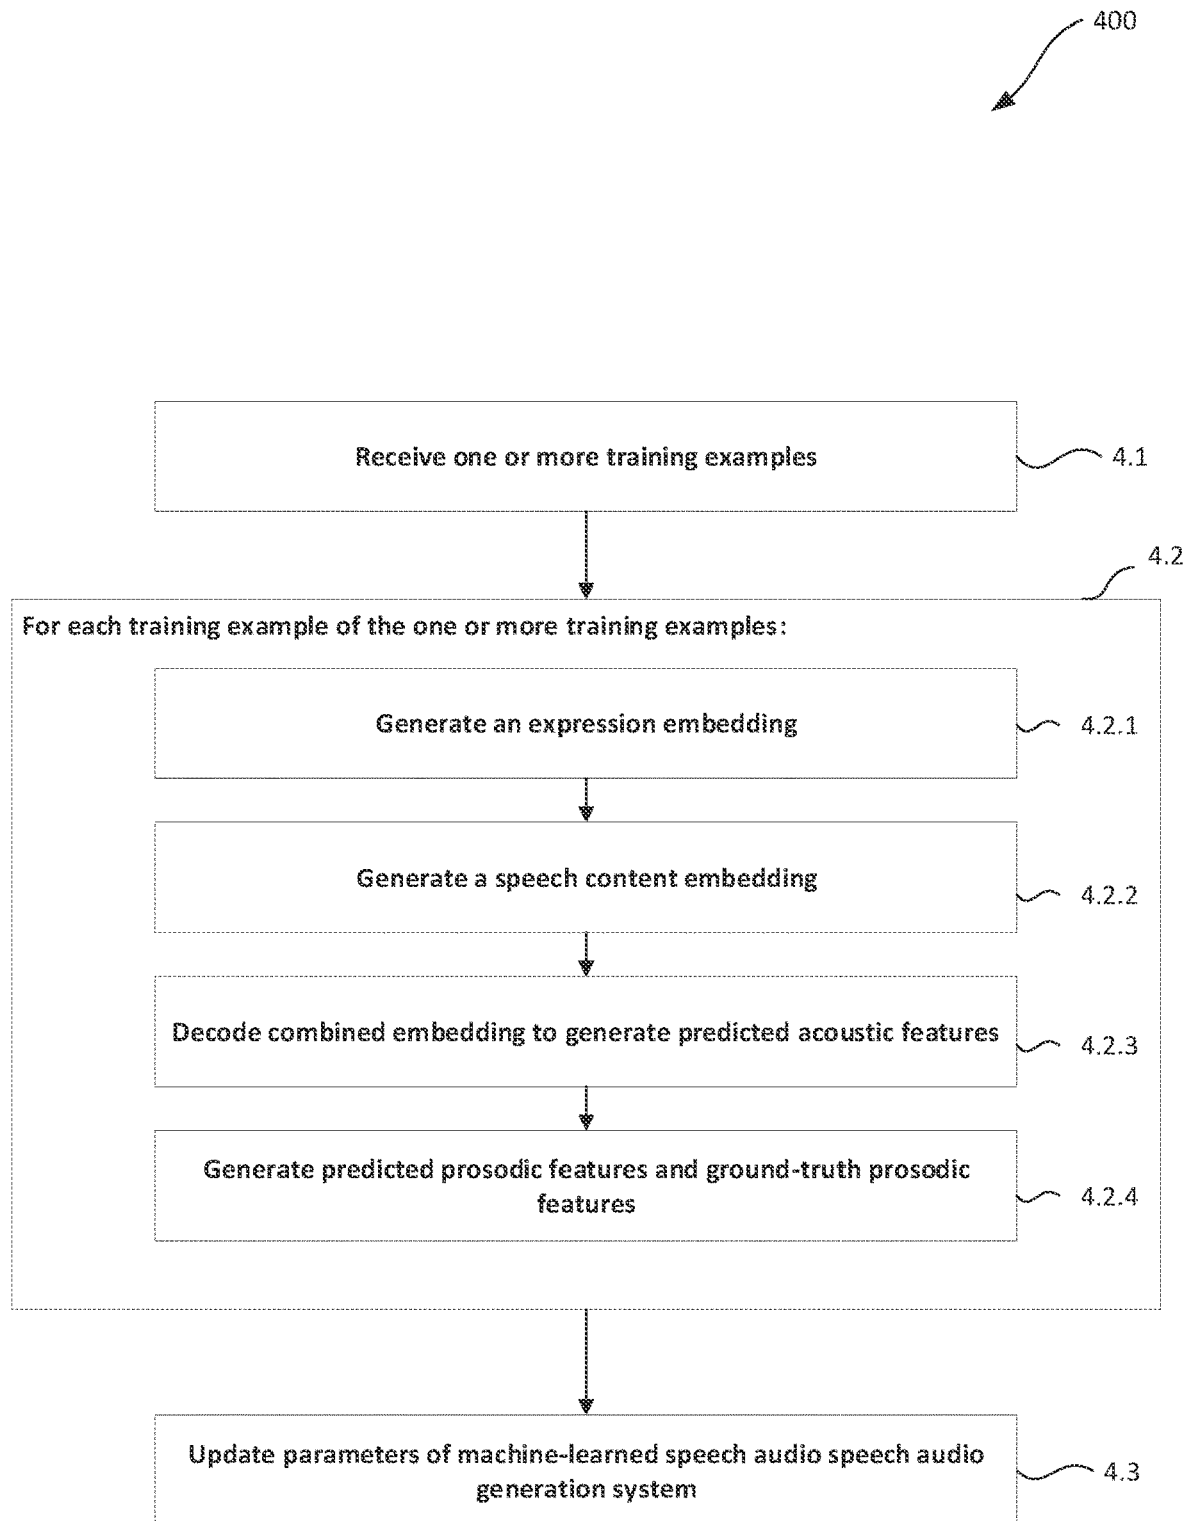 400
Receive one or more training examples
4.1
4.2
For each training example of the one or more training examples:
Generate an expression embedding
4.2.1
Generate a speech content embedding
4.2.2
Decode combined embedding to generate predicted acoustic features
4.2.3
Generate predicted prosodic features and ground-truth prosodic
features
4.2.4
Update parameters of machine-learned speech audio speech audio
generation system
4.3